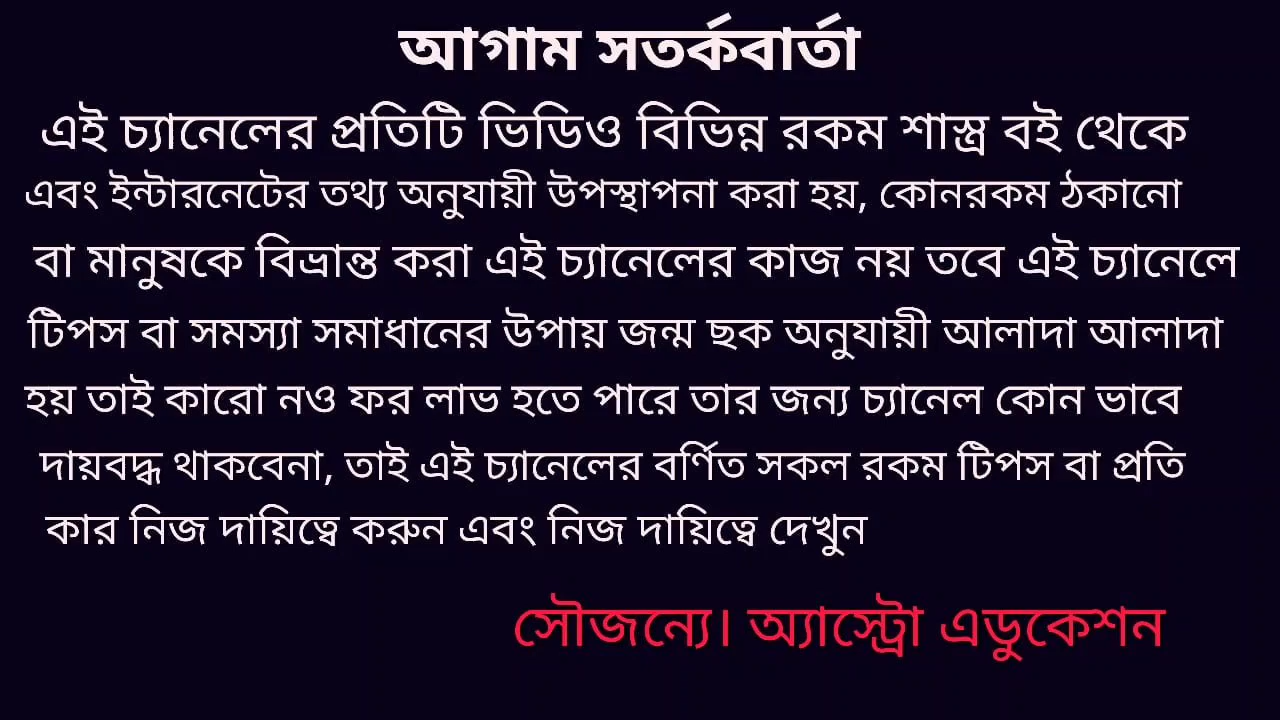 আগাম সতর্কবার্তা
এই চ্যানেলের প্রতিটি ভিডিও বিভিন্ন রকম শাস্ত্র বই থেকে
এবং ইন্টারনেটের তথ্য অনুযায়ী উপস্থাপনা করা হয়, কোনরকম ঠকানো
বা মানুষকে বিভ্রান্ত করা এই চ্যানেলের কাজ নয় তবে এই চ্যানেলে
টিপস বা সমস্যা সমাধানের উপায় জন্ম ছক অনুযায়ী আলাদা আলাদা
হয় তাই কারো নও ফর লাভ হতে পারে তার জন্য চ্যানেল কোন ভাবে
দায়বদ্ধ থাকবেনা, তাই এই চ্যানেলের বর্ণিত সকল রকম টিপস বা প্রতি
কার নিজ দায়িত্বে করুন এবং নিজ দায়িত্বে দেখুন
সৌজন্যে। অ্যাস্ট্রো এডুকেশন